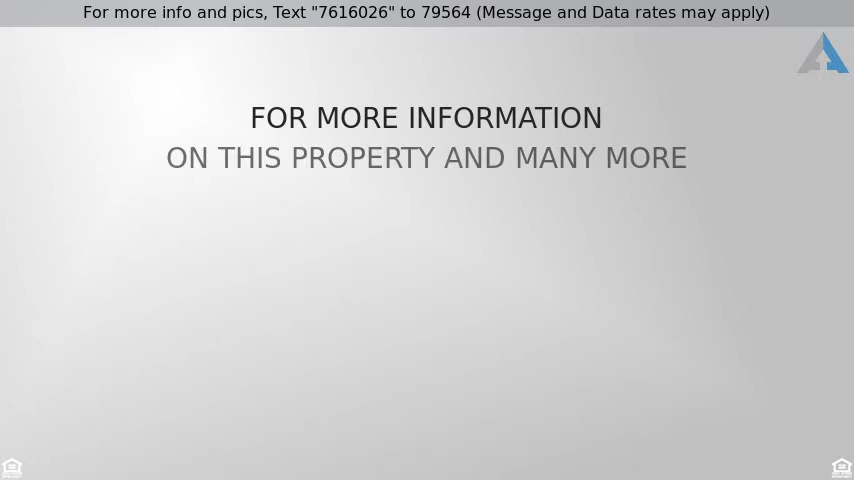 For more info and pics, Text "7616026" to 79564 (Message and Data rates may apply)
FOR MORE INFORMATION
ON THIS PROPERTY AND MANY MORE